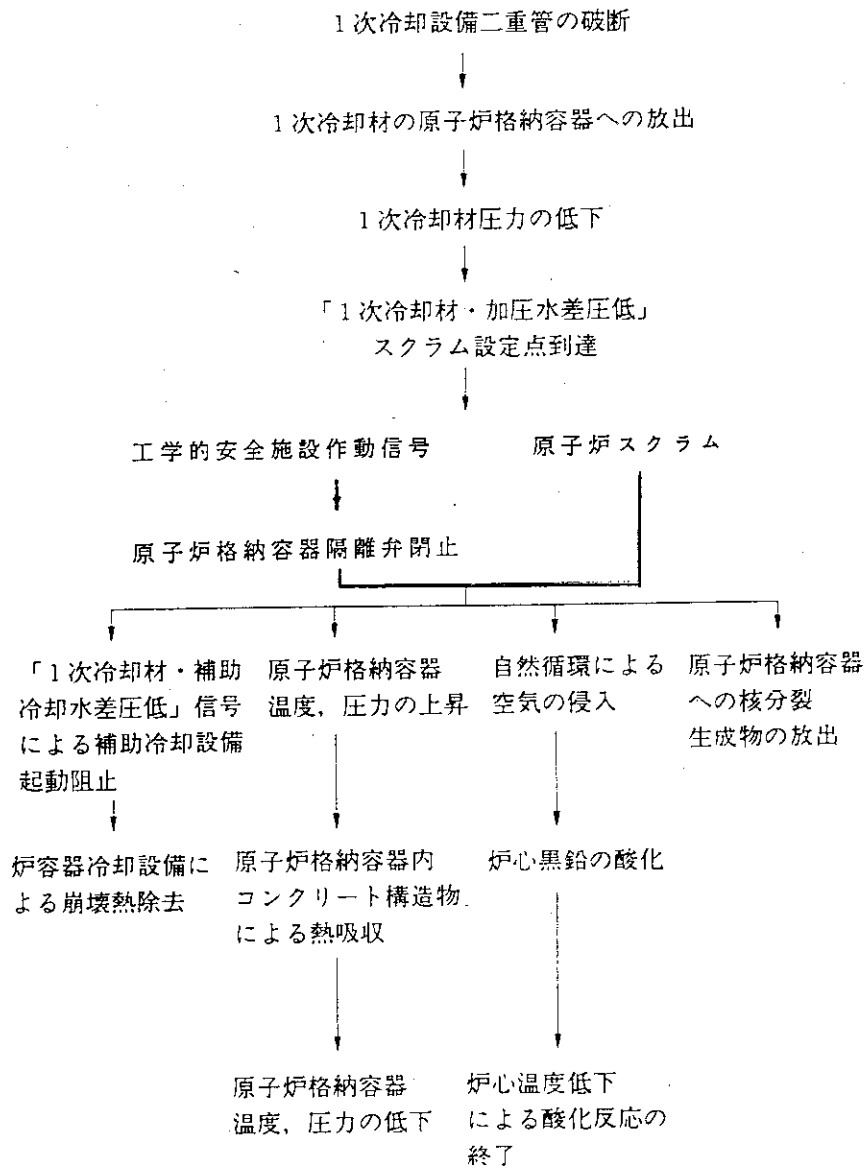 1次冷却設備二重管の破断
1次冷却材の原子炉格納容器への放出
1次冷却材圧力の低下
「1次冷却材・加圧水差圧低」
スクラム設定点到達
工学的安全施設作動信号
原子炉スクラム
原子炉格納容器隔離弁閉止
「1次冷却材・補助
冷却水差圧低」信号
による補助冷却設備
起動阻止
原子炉格納容器
温度，圧力の上昇
自然循環による
空気の侵入
原子炉格納容器
への核分裂
生成物の放出
炉容器冷却設備に
よる崩壊熱除去
原子炉格納容器内
コンクリート構造物
による熱吸収
炉心黒鉛の酸化
原子炉格納容器
温度，圧力の低下
炉心温度低下
による酸化反応の
終了